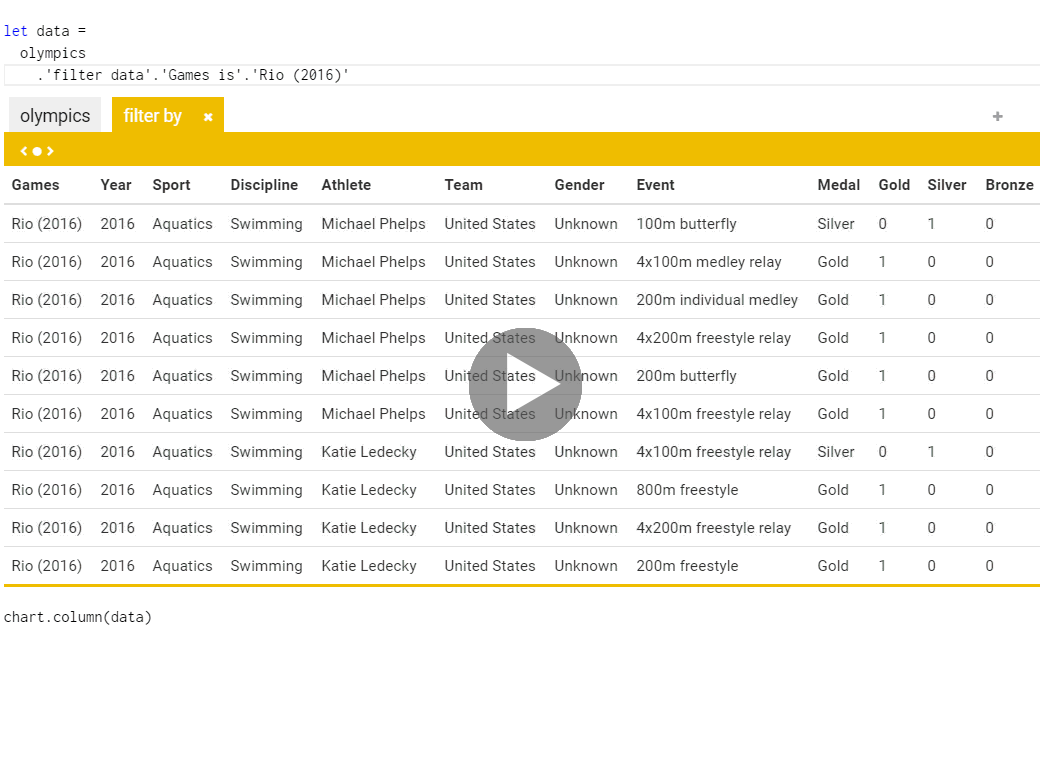 let data =
olympics
.'filter data'.'Games is'.'Rio (2016)'
olympics filter by × +
Games Year Sport Discipline Athlete Team Gender Event Medal Gold Silver Bronze
Rio (2016) 2016 Aquatics Swimming Michael Phelps United States Unknown 100m butterfly Silver 0 1 0
Rio (2016) 2016 Aquatics Swimming Michael Phelps United States Unknown 4x100m medley relay Gold 1 0 0
Rio (2016) 2016 Aquatics Swimming Michael Phelps United States Unknown 200m individual medley Gold 1 0 0
Rio (2016) 2016 Aquatics Swimming Michael Phelps United States Unknown 4x200m freestyle relay Gold 1 0 0
Rio (2016) 2016 Aquatics Swimming Michael Phelps United States Unknown 200m butterfly Gold 1 0 0
Rio (2016) 2016 Aquatics Swimming Michael Phelps United States Unknown 4x100m freestyle relay Gold 1 0 0
Rio (2016) 2016 Aquatics Swimming Katie Ledecky United States Unknown 4x100m freestyle relay Silver 0 1 0
Rio (2016) 2016 Aquatics Swimming Katie Ledecky United States Unknown 800m freestyle Gold 1 0 0
Rio (2016) 2016 Aquatics Swimming Katie Ledecky United States Unknown 4x200m freestyle relay Gold 1 0 0
Rio (2016) 2016 Aquatics Swimming Katie Ledecky United States Unknown 200m freestyle Gold 1 0 0
chart.column(data)